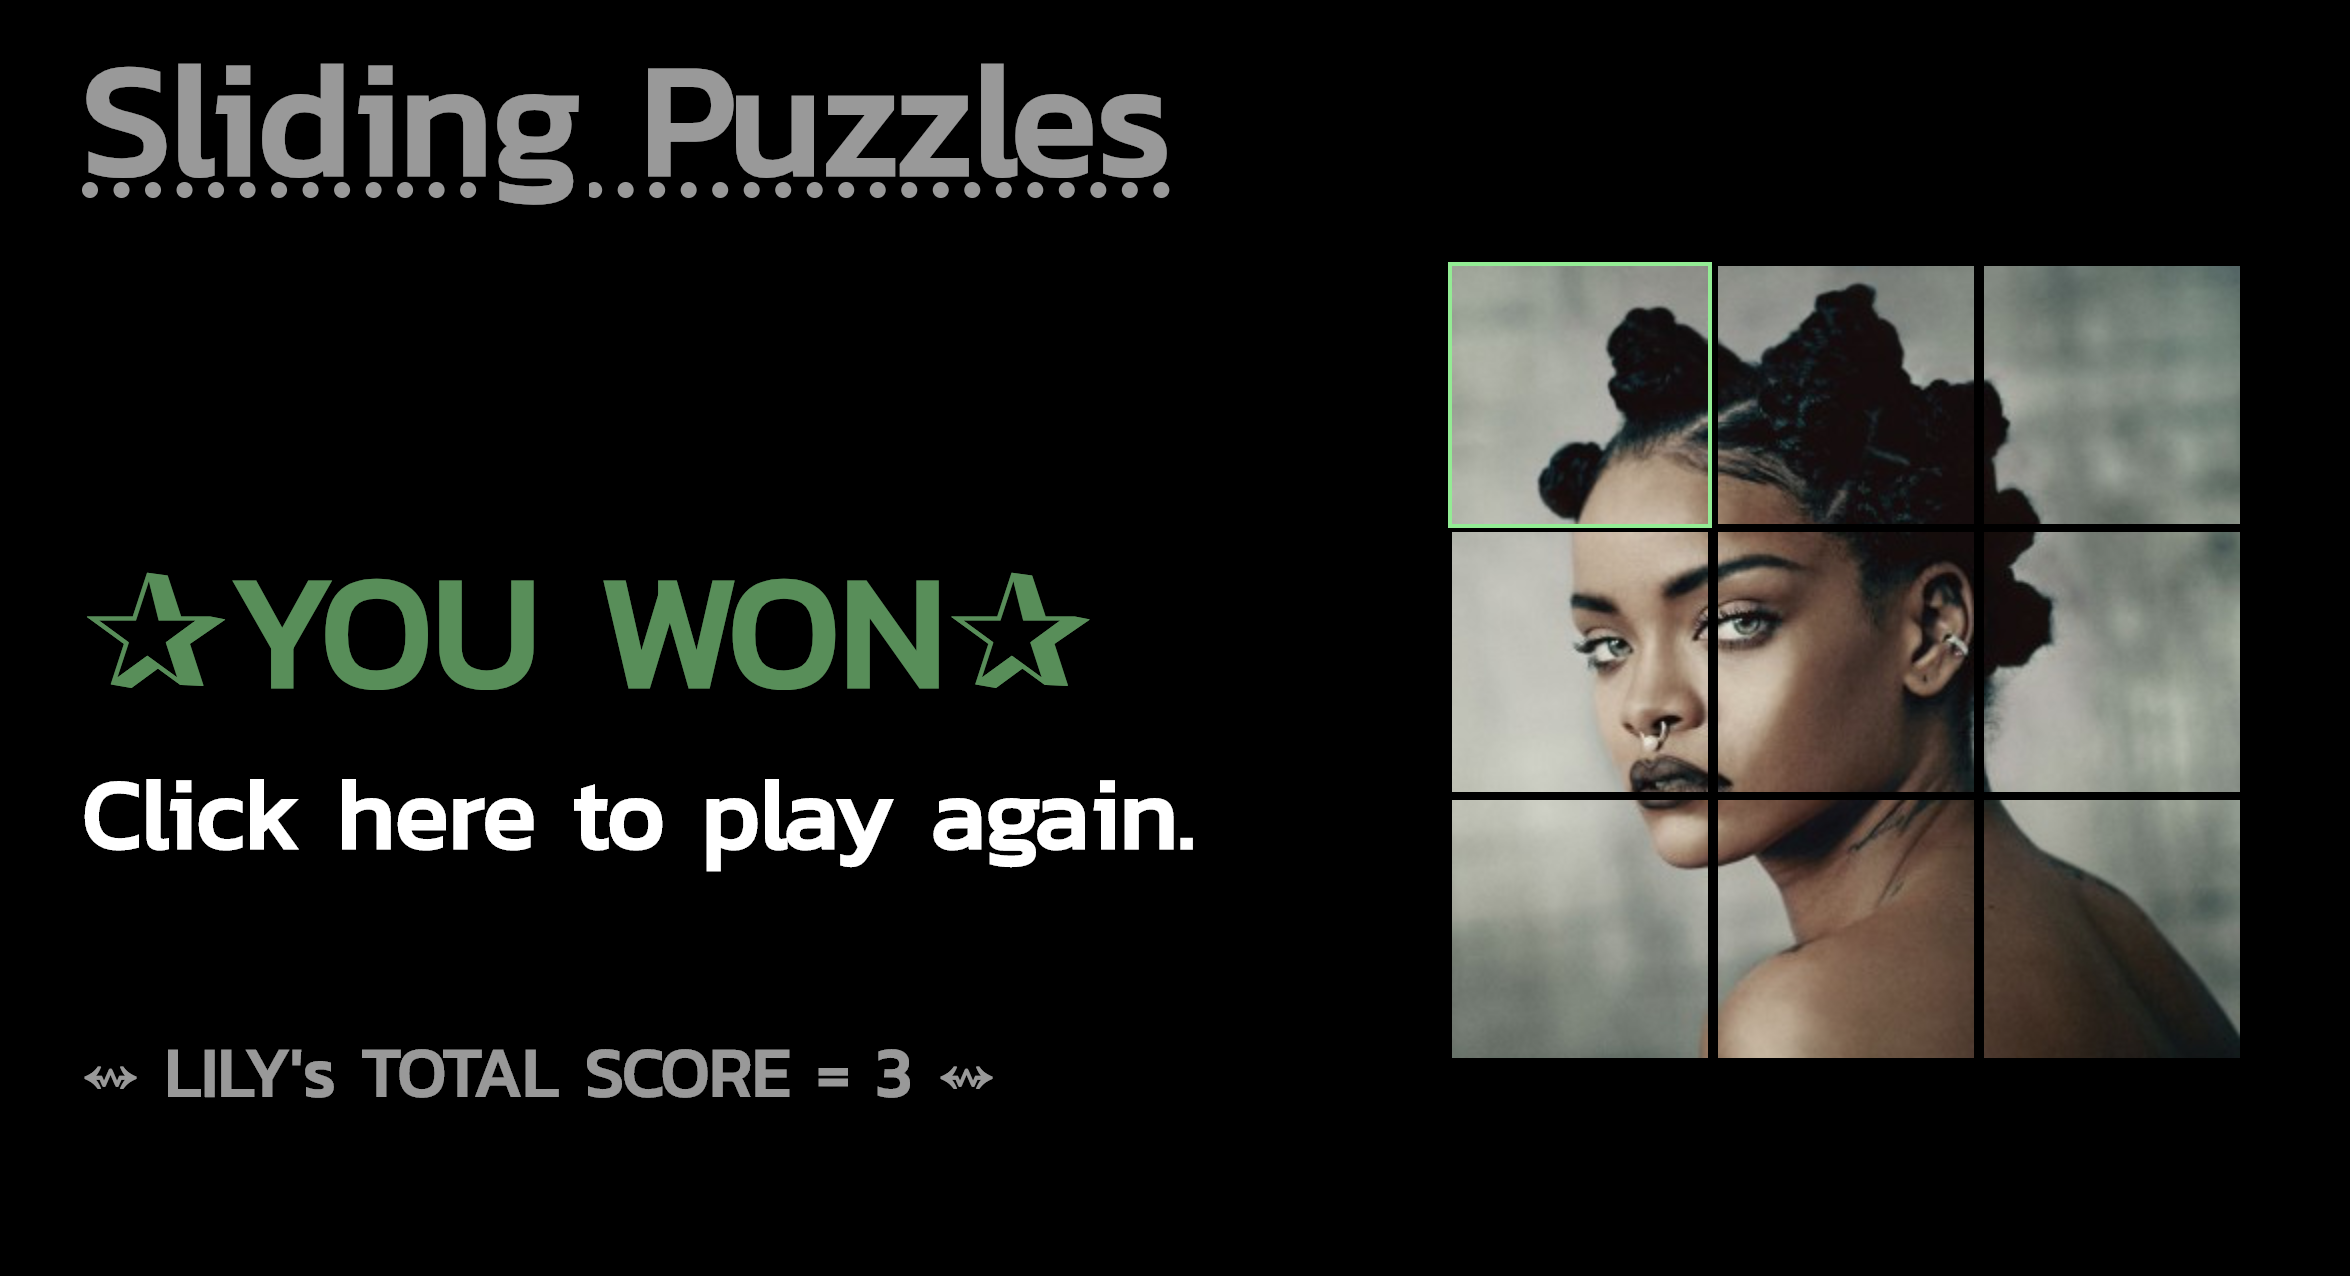 Sliding Puzzles
☆YOU WON☆
Click here to play again.
LILY's TOTAL SCORE = 3